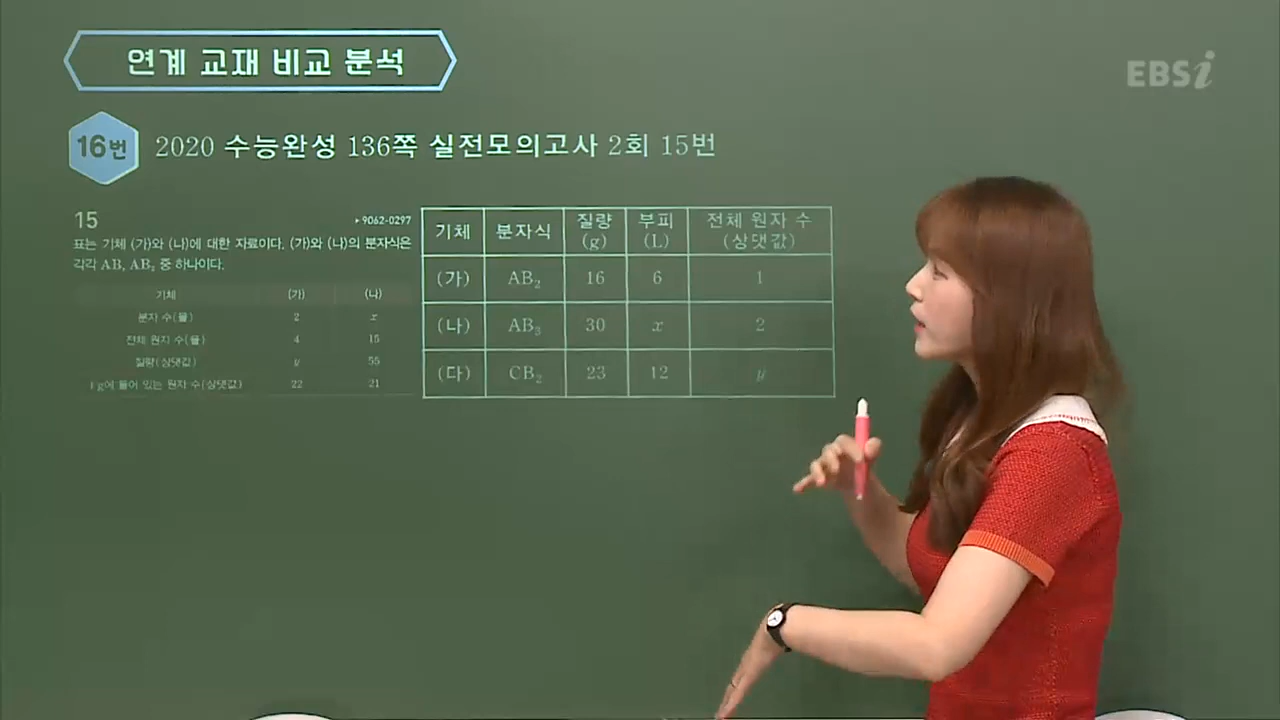 연계 교재 비교 분석
EBSi
16번 2020 수능완성 136쪽 실전모의고사 2회 15번
15
▸9062-0297
표는 기체 (가)와 (나)에 대한 자료이다. (가)와 (나)의 분자식은
각각 AB, AB₂ 중 하나이다.
기체 (가) (나)
분자 수(몰) 2 x
전체 원자 수(몰) 4 15
질량(상댓값) y 55
1 g에 들어 있는 원자 수(상댓값) 22 21
기체 분자식 질량(g) 부피(L) 전체 원자 수(상댓값)
(가) AB₂ 16 6 1
(나) AB₃ 30 x 2
(다) CB₂ 23 12 y